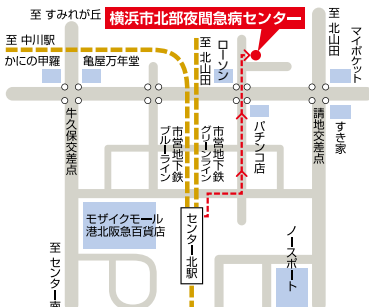 至 すみれが丘
横浜市北部夜間急病センター
至 中川駅
至 北山田
ローソン
至 北山田
マイポケット
かにの甲羅
亀屋万年堂
牛久保交差点
市営地下鉄
ブルーライン
市営地下鉄
グリーンライン
パチンコ店
請地交差点
すき家
モザイクモール
港北阪急百貨店
センター北駅
ノースポート
至 センター南